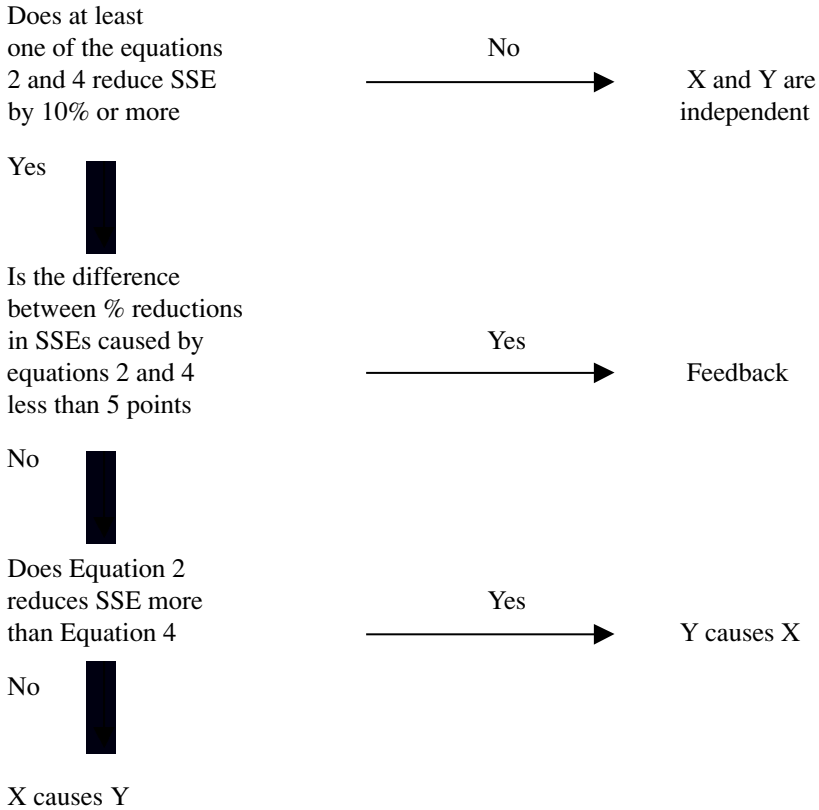 Does at least
one of the equations
2 and 4 reduce SSE
by 10% or more
No
X and Y are
independent
Yes
Is the difference
between % reductions
in SSEs caused by
equations 2 and 4
less than 5 points
Yes
Feedback
No
Does Equation 2
reduces SSE more
than Equation 4
Yes
Y causes X
No
X causes Y